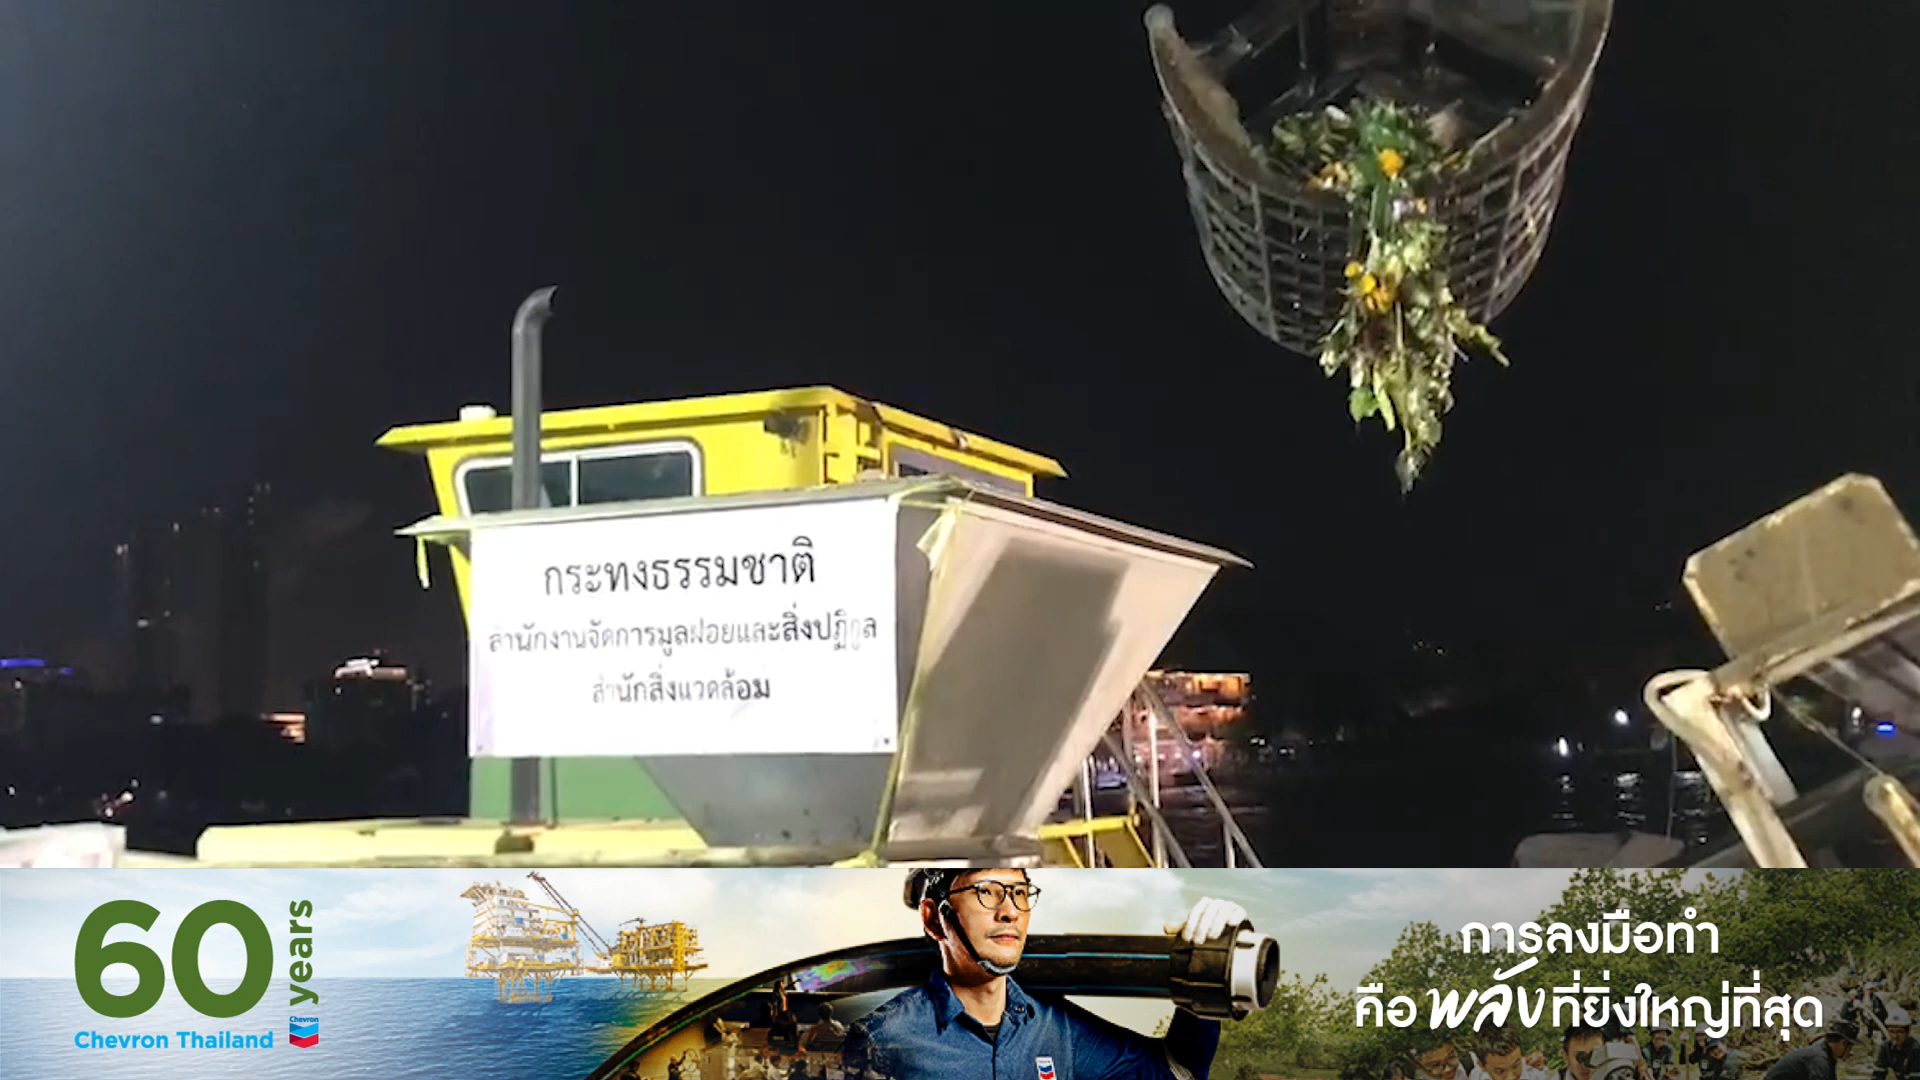 กระทงธรรมชาติ
สำนักงานจัดการมูลฝอยและสิ่งปฏิกูล
สำนักสิ่งแวดล้อม
60 years
Chevron Thailand
Chevron
การลงมือทำ
คือ พลัง ที่ยิ่งใหญ่ที่สุด